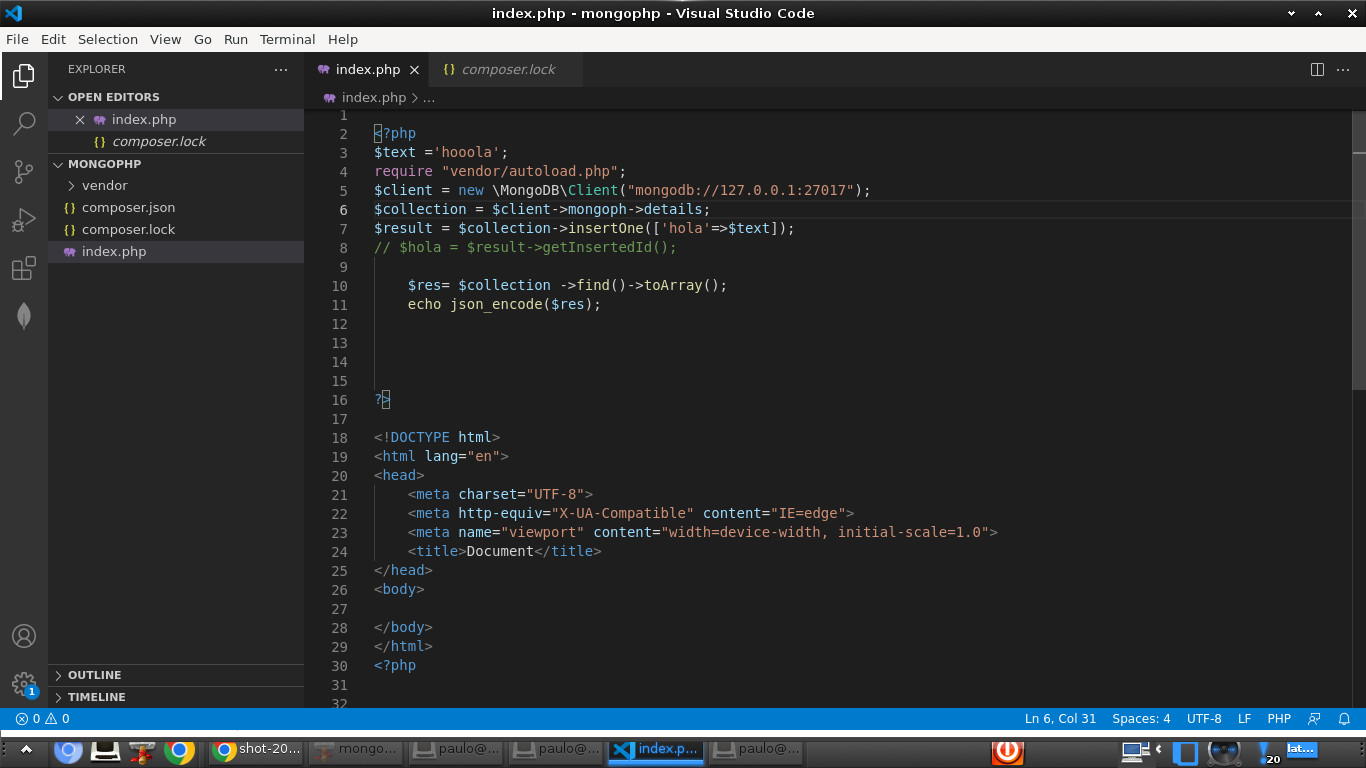 index.php - mongophp - Visual Studio Code
File Edit Selection View Go Run Terminal Help
EXPLORER
OPEN EDITORS
index.php
composer.lock
MONGOPHP
vendor
composer.json
composer.lock
index.php
OUTLINE
TIMELINE
1
index.php composer.lock
index.php > ...
1
2 <?php
3 $text ='hooola';
4 require "vendor/autoload.php";
5 $client = new \MongoDB\Client("mongodb://127.0.0.1:27017");
6 $collection = $client->mongoph->details;
7 $result = $collection->insertOne(['hola'=>$text]);
8 // $hola = $result->getInsertedId();
9
10     $res= $collection ->find()->toArray();
11     echo json_encode($res);
12
13
14
15
16 ?>
17
18 <!DOCTYPE html>
19 <html lang="en">
20 <head>
21     <meta charset="UTF-8">
22     <meta http-equiv="X-UA-Compatible" content="IE=edge">
23     <meta name="viewport" content="width=device-width, initial-scale=1.0">
24     <title>Document</title>
25 </head>
26 <body>
27
28 </body>
29 </html>
30 <?php
31
32
0 0 Ln 6, Col 31 Spaces: 4 UTF-8 LF PHP
shot-20... mongo... paulo@... paulo@... index.p... paulo@... 20 lat...